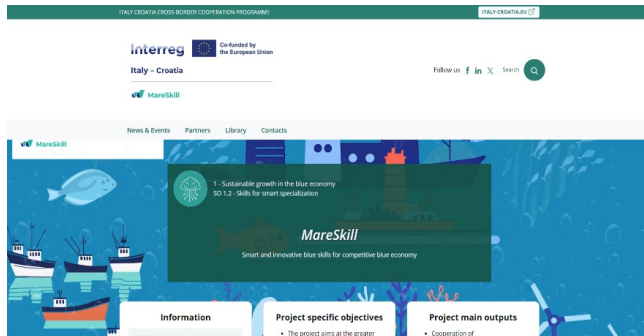 ITALY CROATIA CROSS-BORDER COOPERATION PROGRAMME
ITALY-CROATIA.EU
Interreg
Co-funded by
the European Union
Italy – Croatia
Follow us
Search
MareSkill
News & Events Partners Library Contacts
MareSkill
1 - Sustainable growth in the blue economy
SO 1.2 - Skills for smart specialization
MareSkill
Smart and innovative blue skills for competitive blue economy
Information
Project specific objectives
Project main outputs
• The project aims at the greater
• Cooperation of